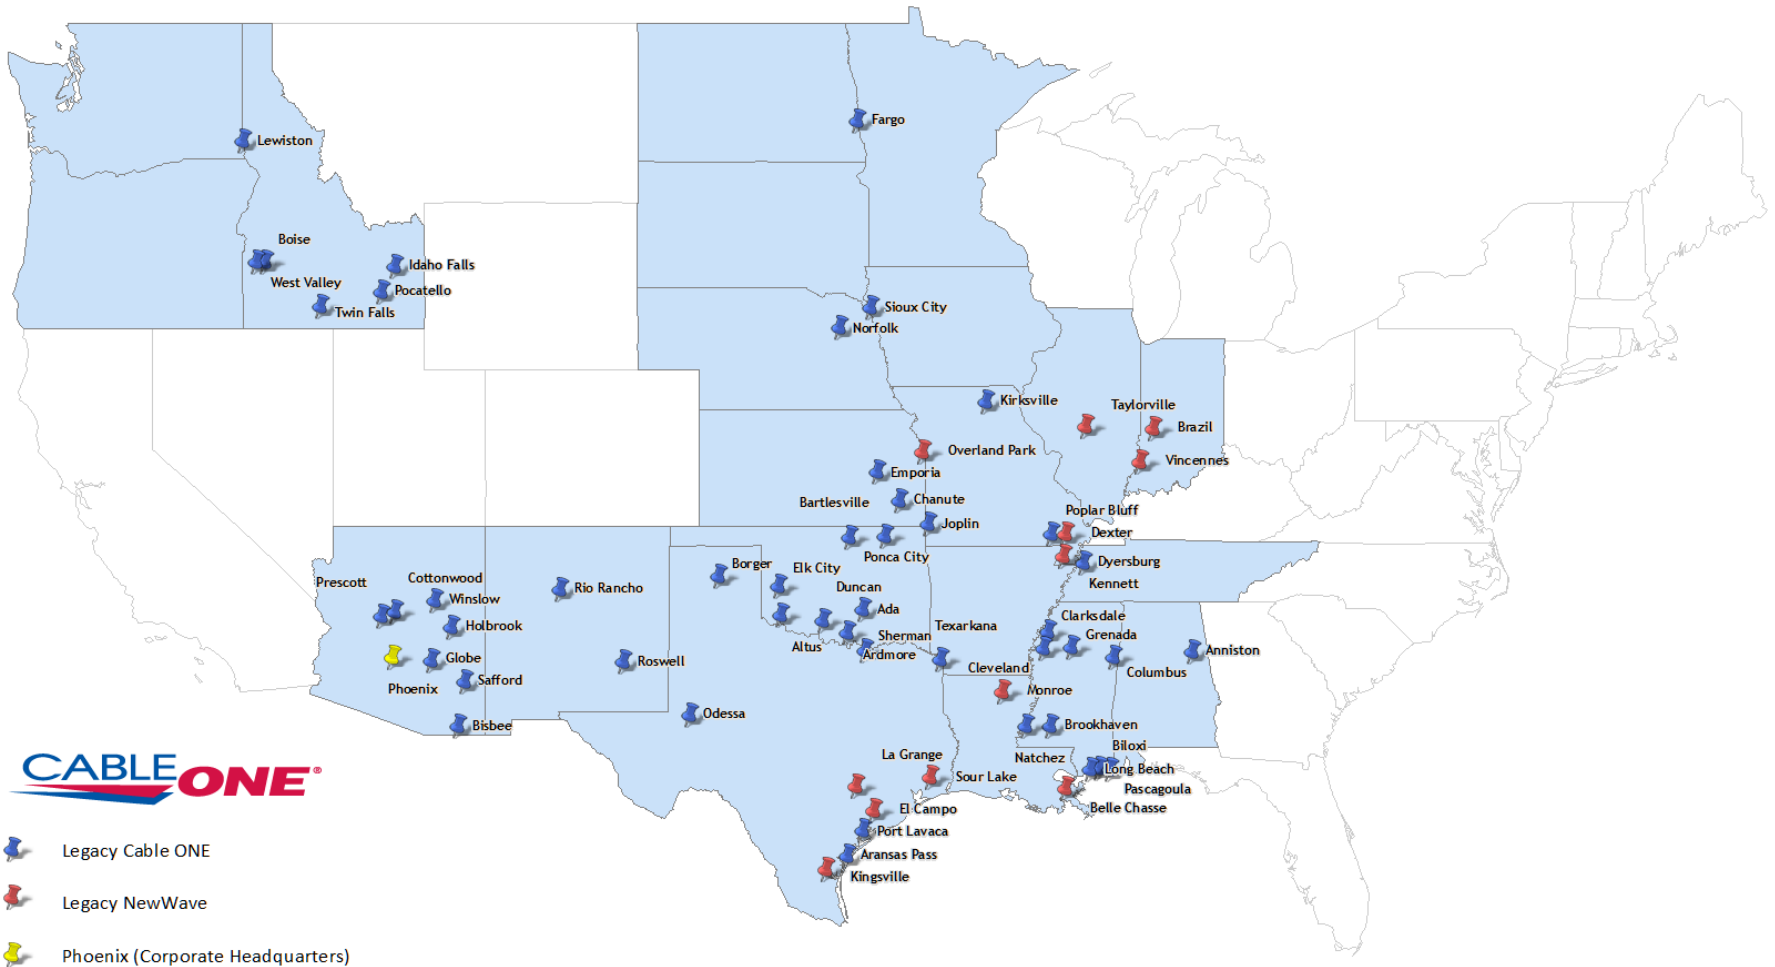 Fargo
Lewiston
Boise
Idaho Falls
West Valley
Pocatello
Twin Falls
Sioux City
Norfolk
Kirksville
Taylorville
Brazil
Overland Park
Vincennes
Emporia
Bartlesville
Chanute
Poplar Bluff
Joplin
Dexter
Ponca City
Dyersburg
Borger
Elk City
Kennett
Prescott
Cottonwood
Duncan
Rio Rancho
Winslow
Ada
Clarksdale
Holbrook
Texarkana
Sherman
Grenada
Altus
Ardmore
Anniston
Globe
Roswell
Cleveland
Columbus
Safford
Phoenix
Monroe
Odessa
Bisbee
Brookhaven
Biloxi
La Grange
Natchez
Long Beach
Sour Lake
Pascagoula
CABLE ONE®
El Campo
Belle Chasse
Port Lavaca
Aransas Pass
Kingsville
Legacy Cable ONE
Legacy NewWave
Phoenix (Corporate Headquarters)